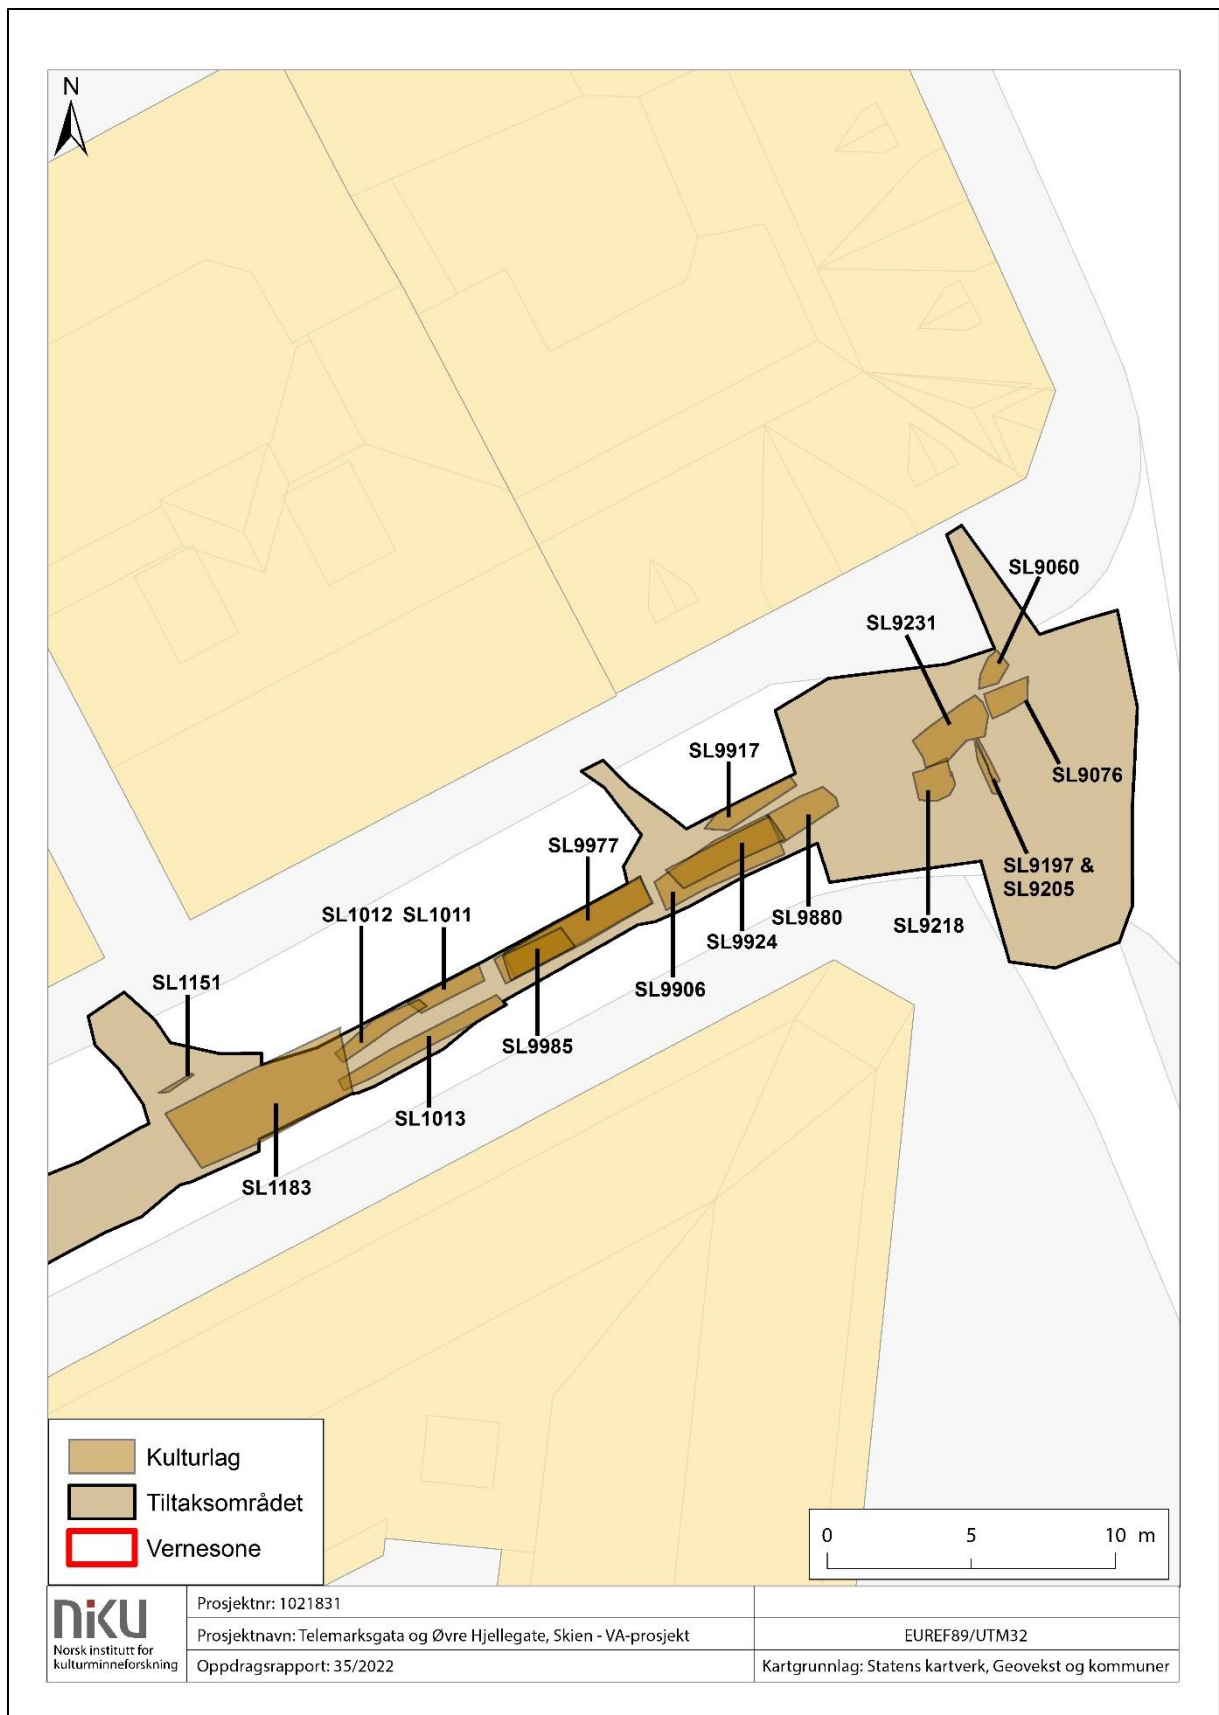 N
SL9060
SL9231
SL9917
SL9076
SL9977
SL9197 &
SL9205
SL1012 SL1011
SL9880
SL9218
SL9924
SL1151
SL9906
SL9985
SL1013
SL1183
Kulturlag
Tiltaksområdet
Vernesone
0 5 10 m
niku
Norsk institutt for
kulturminneforskning
Prosjektnr: 1021831
Prosjektnavn: Telemarksgata og Øvre Hjellegate, Skien - VA-prosjekt
EUREF89/UTM32
Oppdragsrapport: 35/2022
Kartgrunnlag: Statens kartverk, Geovekst og kommuner